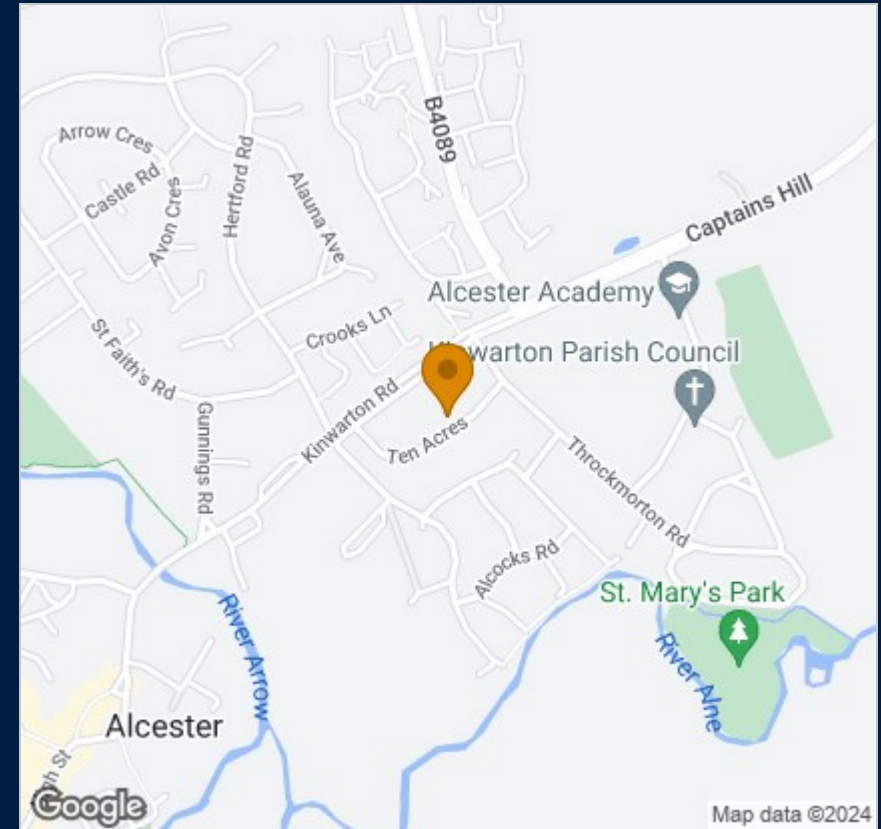 B4089
Arrow Cres
Castle Rd
Avon Cres
Hertford Rd
Alauna Ave
Captains Hill
Alcester Academy
Crooks Ln
Parish Council
St Faith's Rd
Kinwarton Rd
Gunnings Rd
Ten Acres
Throckmorton Rd
Alcocks Rd
St. Mary's Park
River Arrow
River Alne
Alcester
St
Google
Map data ©2024